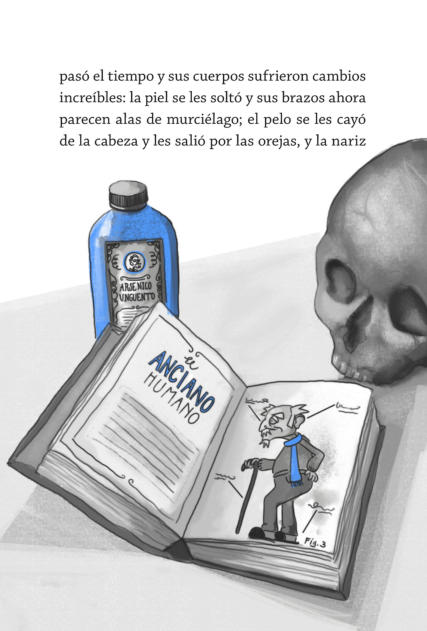 pasó el tiempo y sus cuerpos sufrieron cambios
increíbles: la piel se les soltó y sus brazos ahora
parecen alas de murciélago; el pelo se les cayó
de la cabeza y les salió por las orejas, y la nariz
ARSENICO
UNGUENTO
el
ANCIANO
HUMANO
Fig. 3